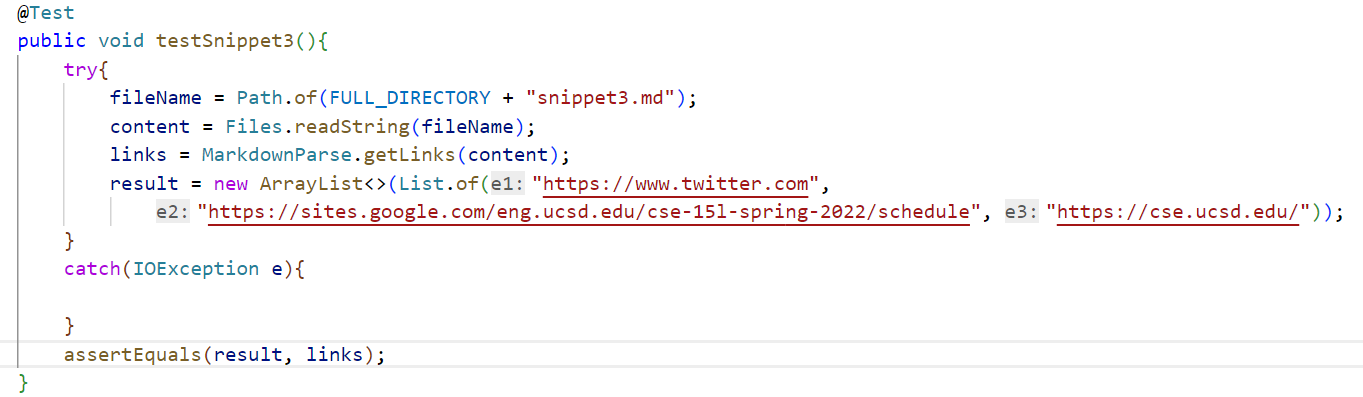 @Test
public void testSnippet3(){
    try{
        fileName = Path.of(FULL_DIRECTORY + "snippet3.md");
        content = Files.readString(fileName);
        links = MarkdownParse.getLinks(content);
        result = new ArrayList<>(List.of(e1: "https://www.twitter.com",
            e2: "https://sites.google.com/eng.ucsd.edu/cse-15l-spring-2022/schedule", e3: "https://cse.ucsd.edu/"));
    }
    catch(IOException e){
    }
    assertEquals(result, links);
}